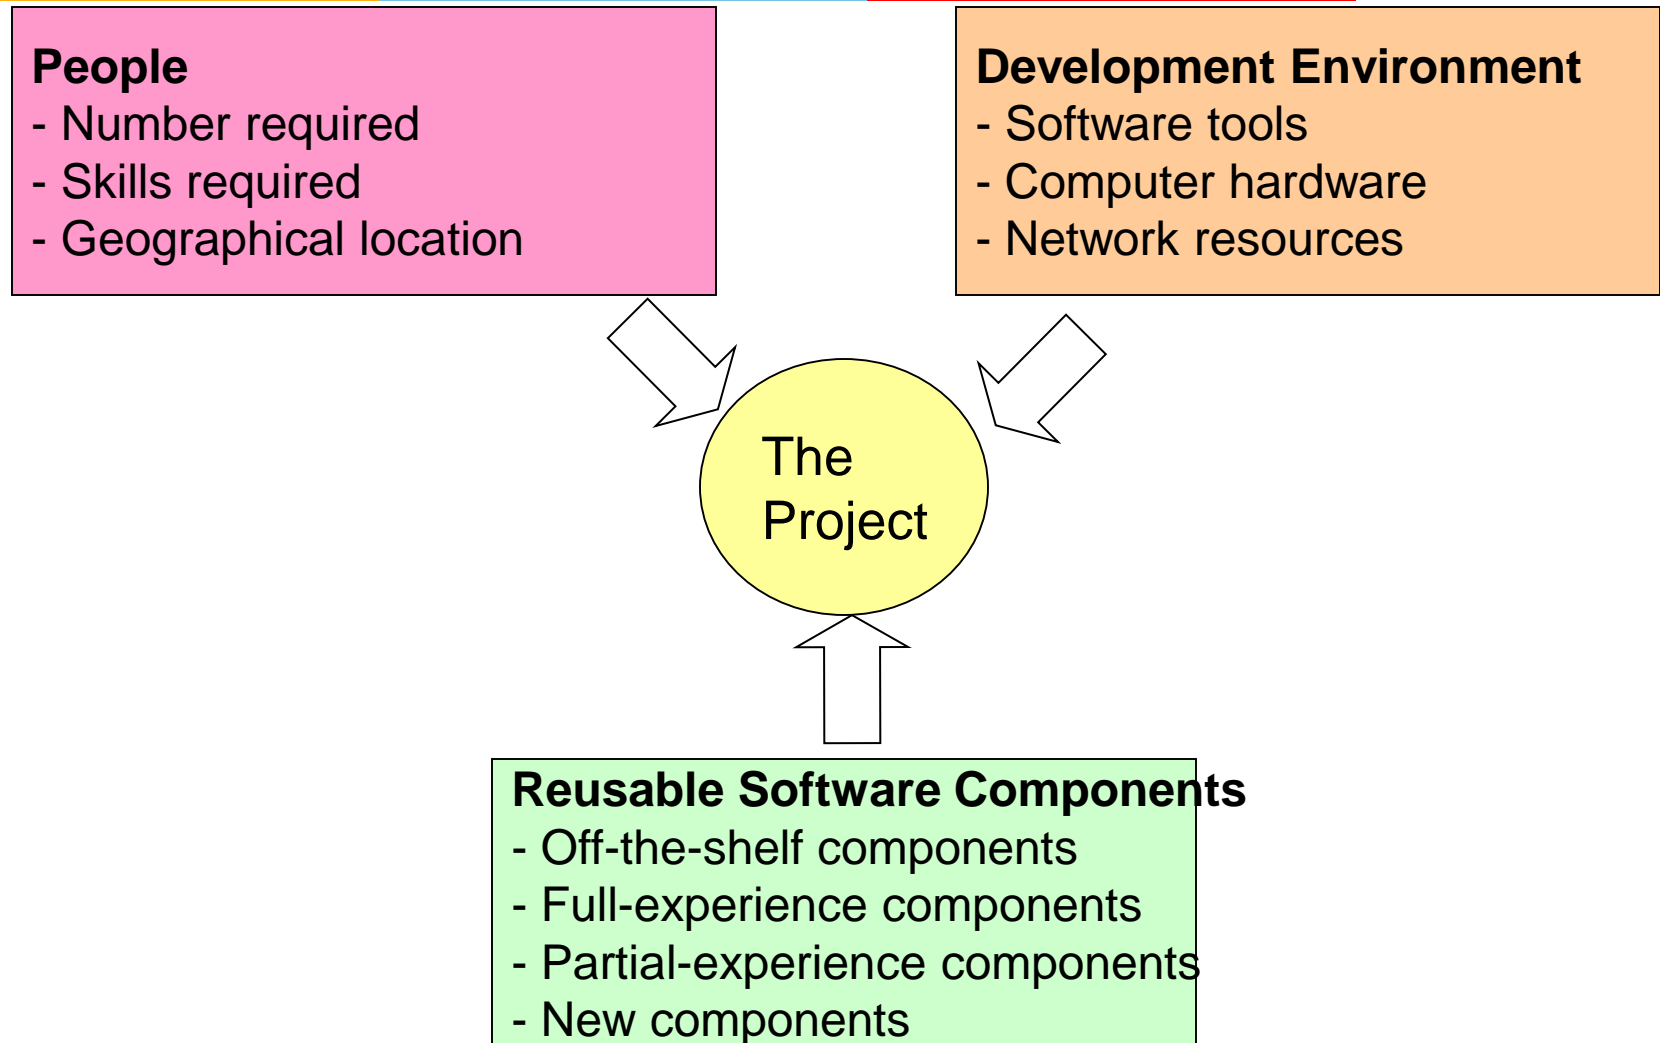 People
- Number required
- Skills required
- Geographical location
Development Environment
- Software tools
- Computer hardware
- Network resources
The
Project
Reusable Software Components
- Off-the-shelf components
- Full-experience components
- Partial-experience components
- New components